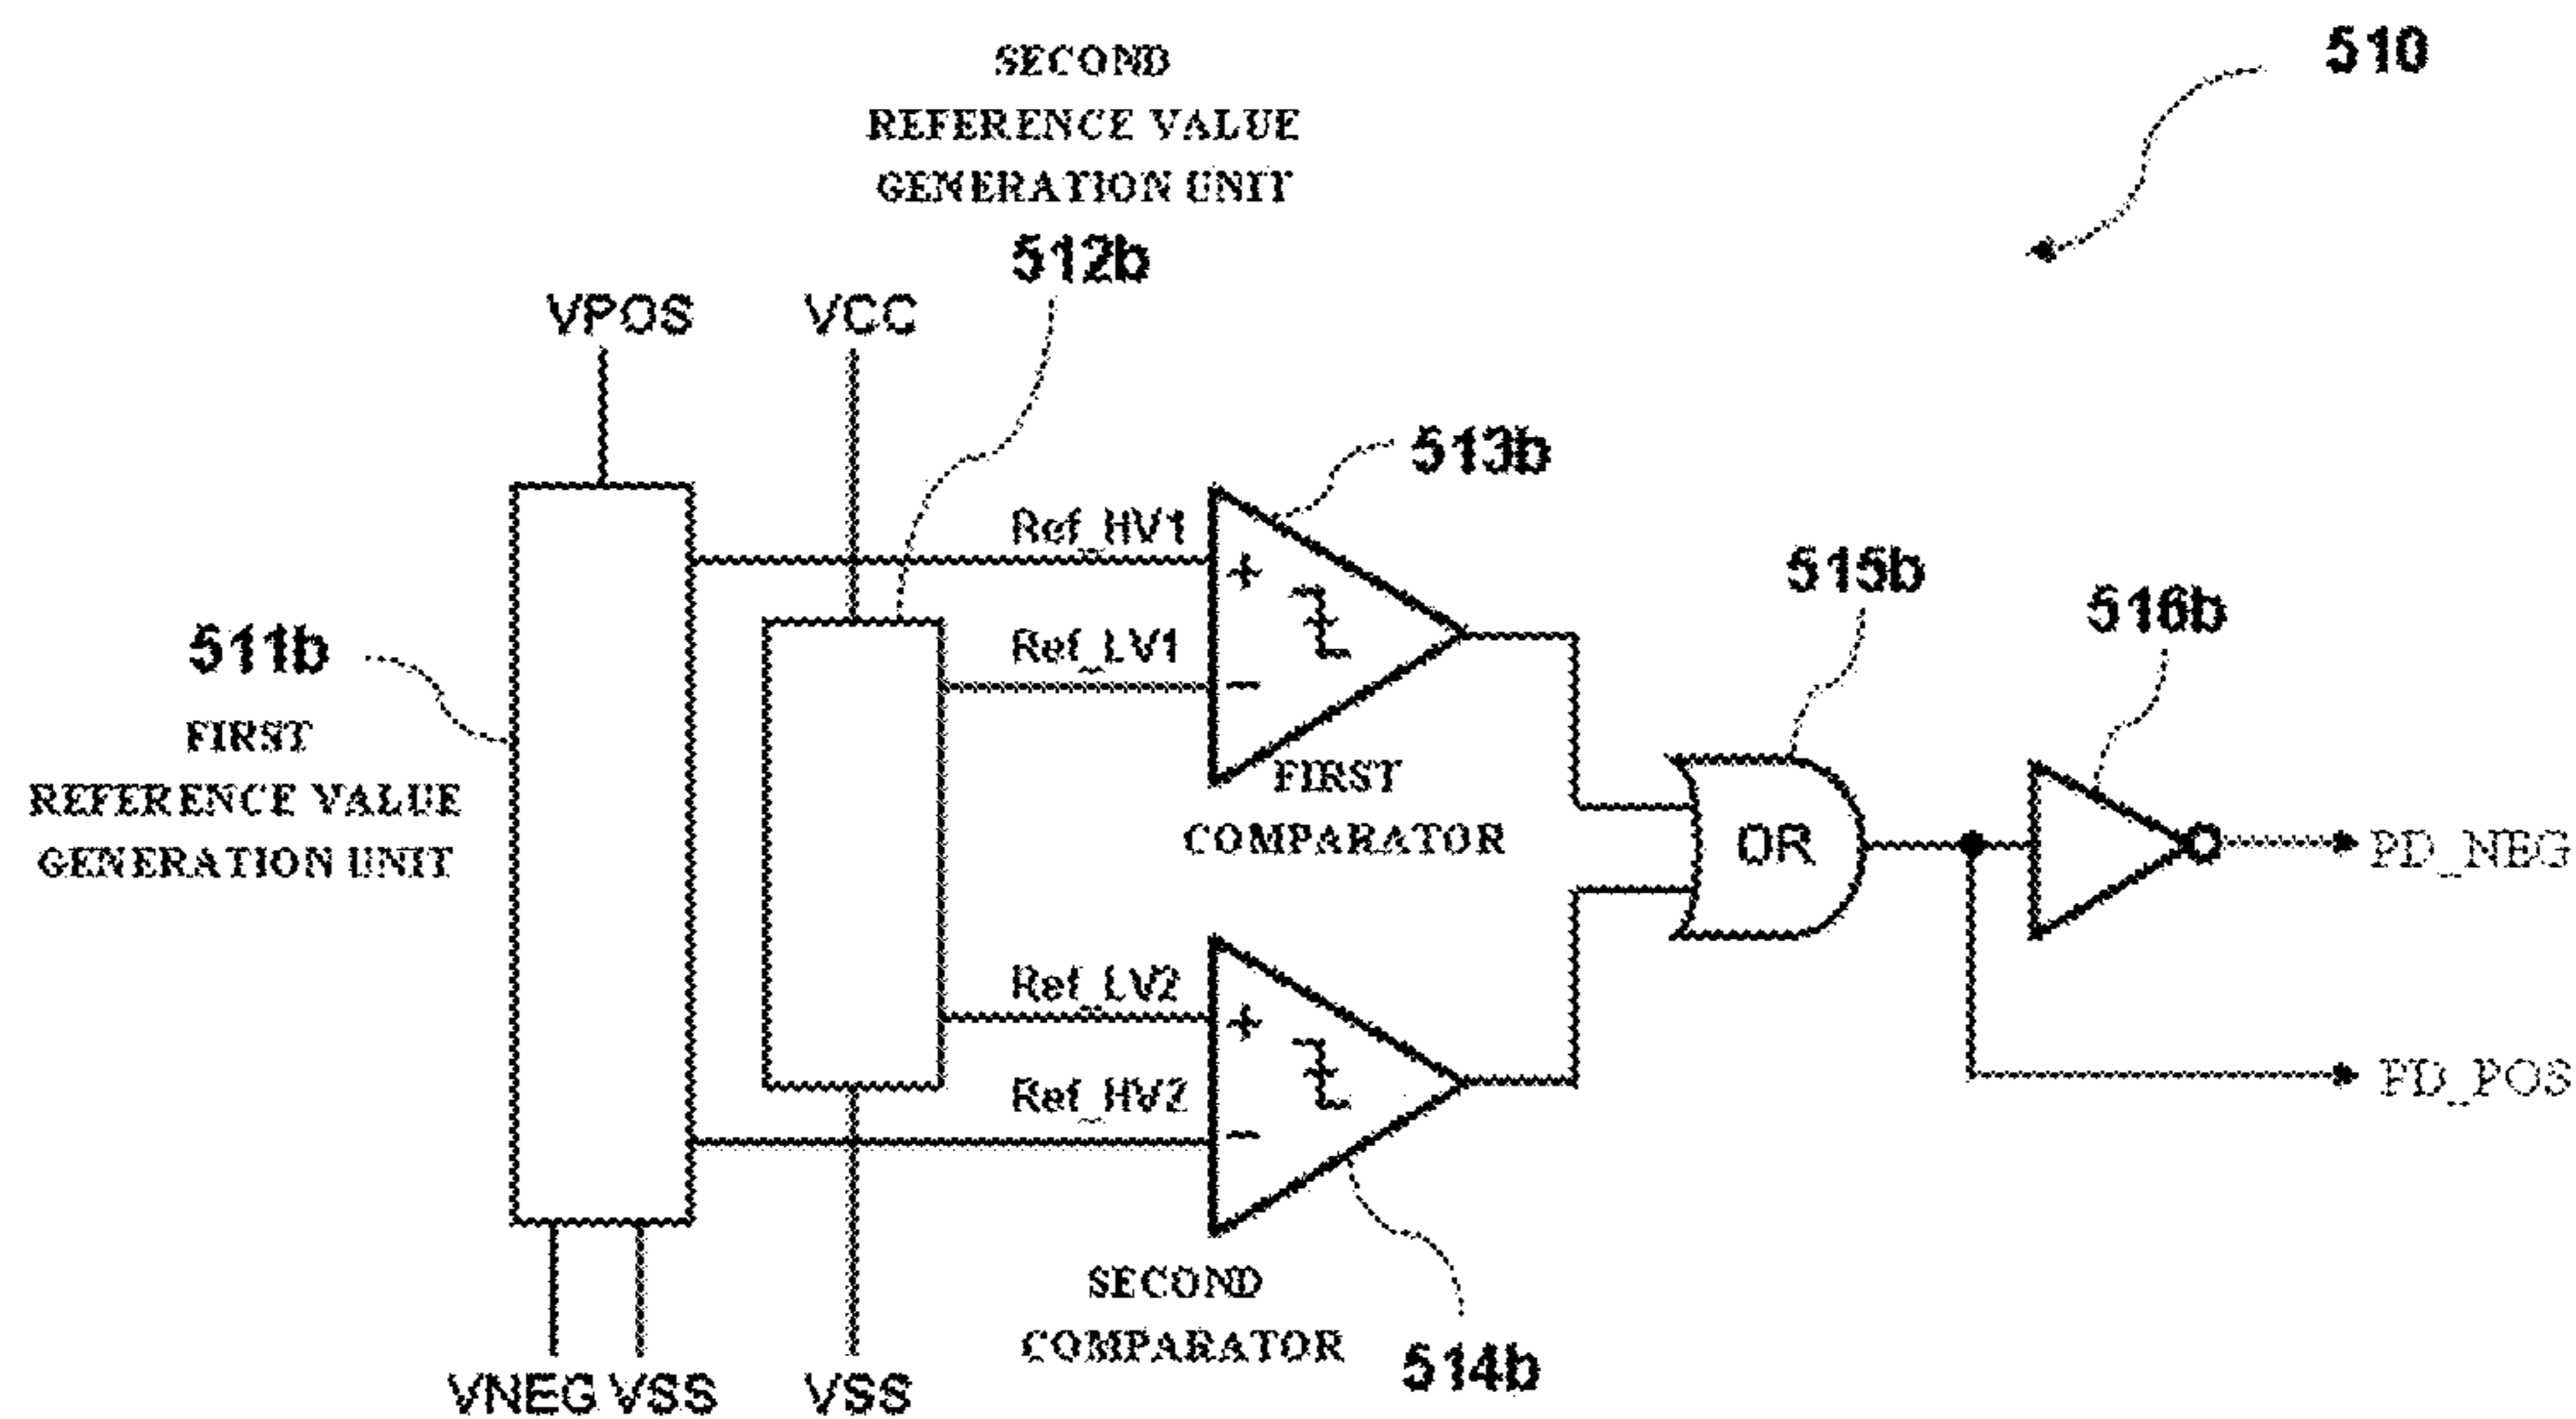 510
SECOND
REFERENCE VALUE
GENERATION UNIT
512b
VPOS
VCC
513b
Ref_HV1
+
Ref_LV1
−
FIRST
COMPARATOR
511b
FIRST
REFERENCE VALUE
GENERATION UNIT
515b
OR
516b
PD_NEG
PD_POS
Ref_LV2
+
Ref_HV2
−
SECOND
COMPARATOR
514b
VNEG VSS
VSS